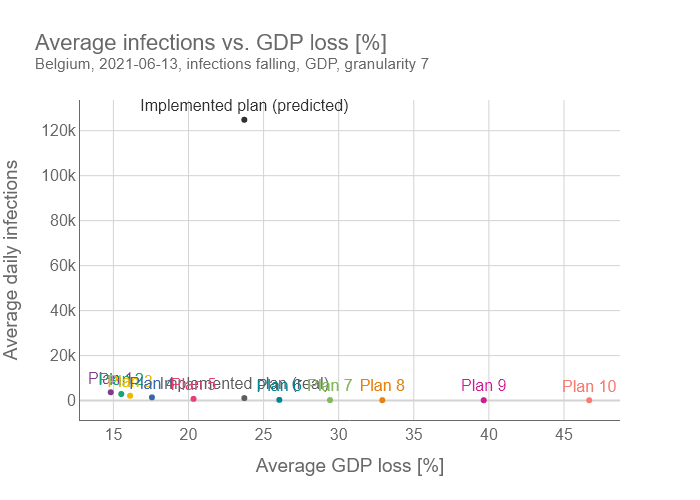 Average infections vs. GDP loss [%]
Belgium, 2021-06-13, infections falling, GDP, granularity 7
Implemented plan (predicted)
120k
100k
80k
60k
40k
20k
0
Average daily infections
Plan 1
Plan 2
Plan 3
Plan 4
Plan 5
Implemented plan (real)
Plan 6
Plan 7
Plan 8
Plan 9
Plan 10
15
20
25
30
35
40
45
Average GDP loss [%]